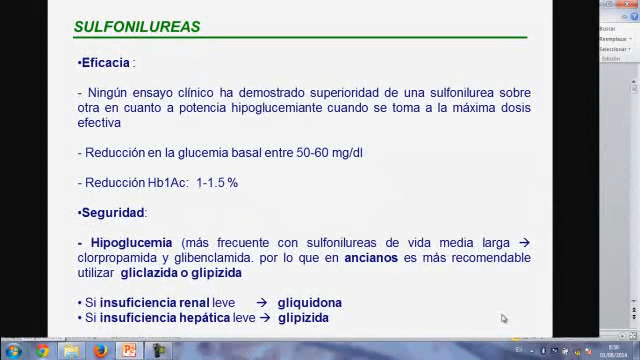 SULFONILUREAS
Buscar
Reemplazar
Seleccionar
Edición
•Eficacia :
- Ningún ensayo clínico ha demostrado superioridad de una sulfonilurea sobre
otra en cuanto a potencia hipoglucemiante cuando se toma a la máxima dosis
efectiva
- Reducción en la glucemia basal entre 50-60 mg/dl
- Reducción Hb1Ac: 1-1.5 %
•Seguridad:
- Hipoglucemia (más frecuente con sulfonilureas de vida media larga →
clorpropamida y glibenclamida. por lo que en ancianos es más recomendable
utilizar gliclazida o glipizida
• Si insuficiencia renal leve → gliquidona
• Si insuficiencia hepática leve → glipizida
ES